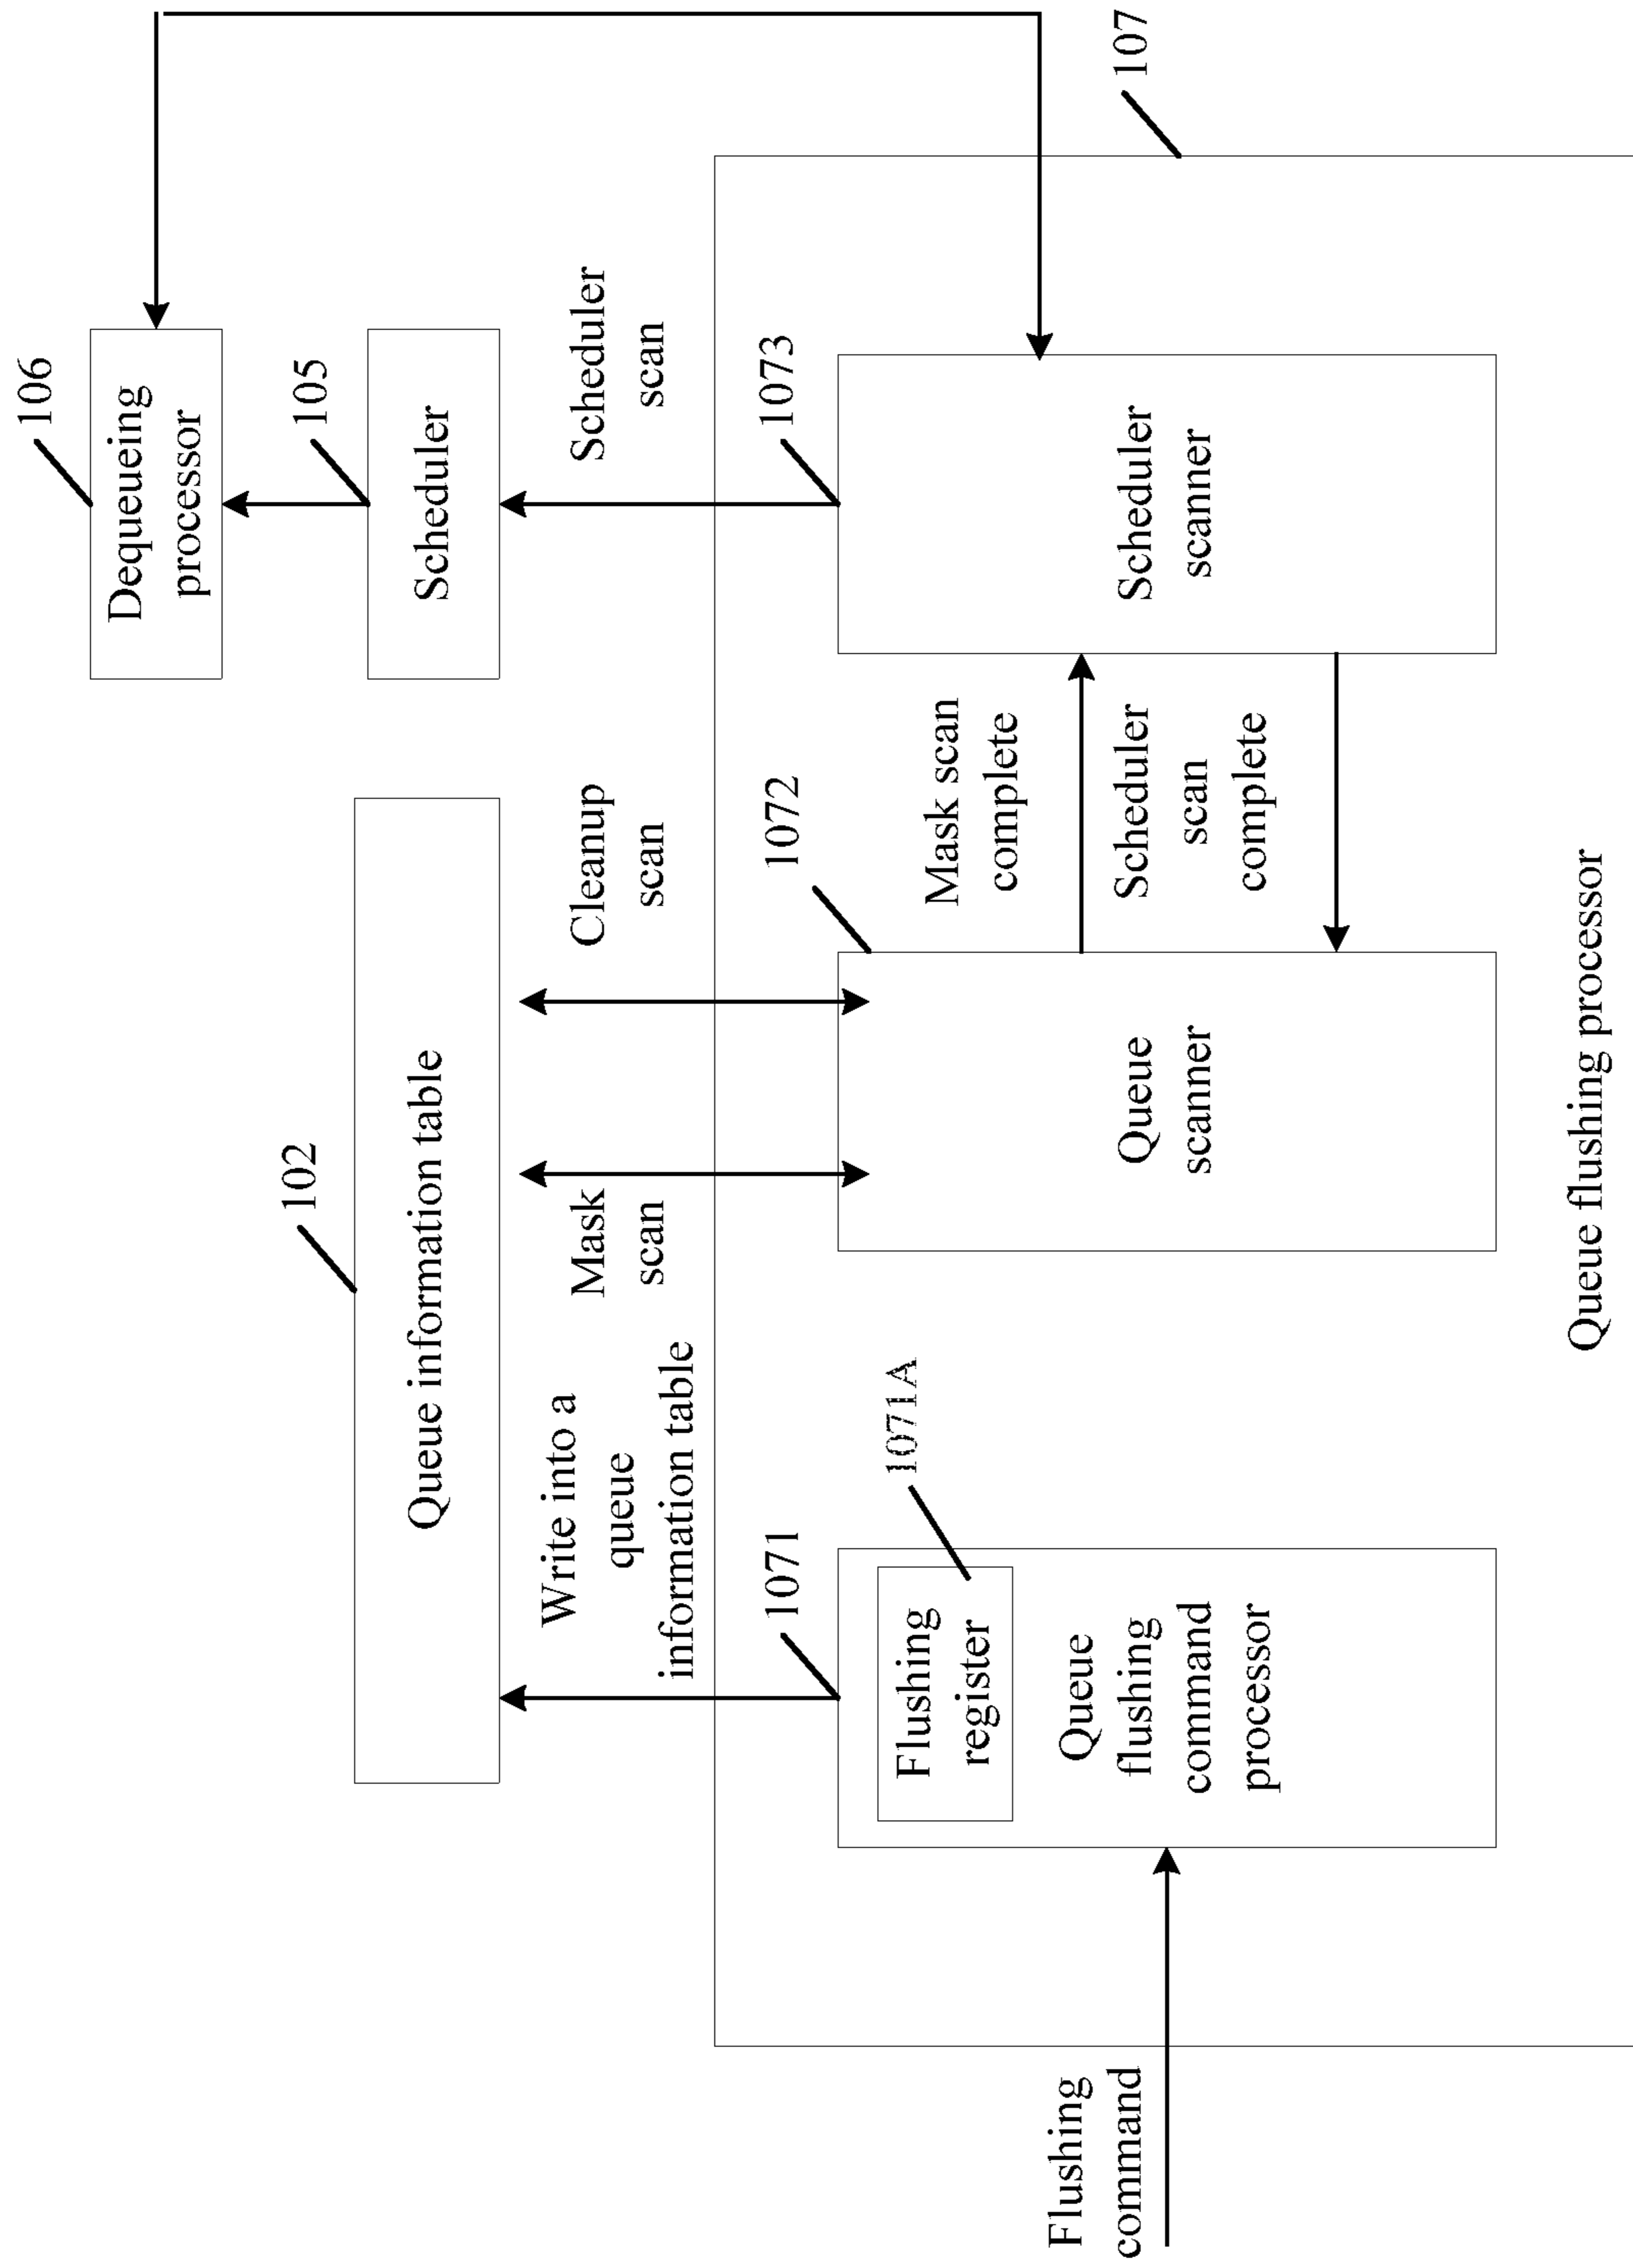 106
Dequeueing
processor
105
Scheduler
102
Queue information table
Write into a
queue
information table
Mask
scan
Cleanup
scan
Scheduler
scan
1071
1072
1073
107
1071A
Flushing
register
Queue
flushing
command
processor
Queue
scanner
Mask scan
complete
Scheduler
scan
complete
Scheduler
scanner
Flushing
command
Queue flushing processor